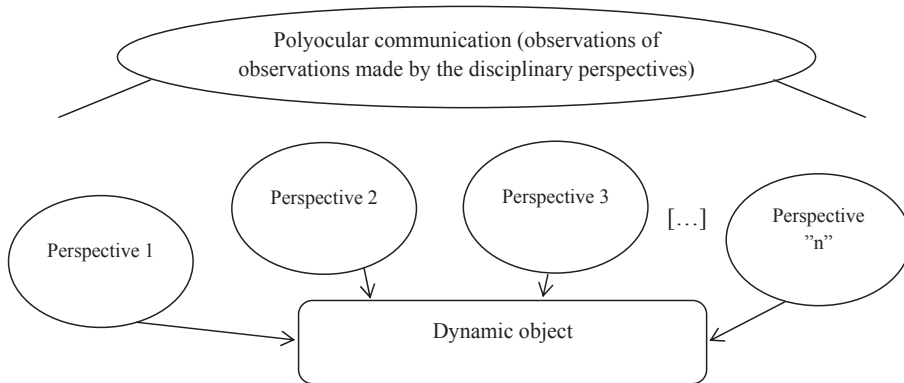 Polyocular communication (observations of
observations made by the disciplinary perspectives)
Perspective 1
Perspective 2
Perspective 3
[…]
Perspective
”n”
Dynamic object